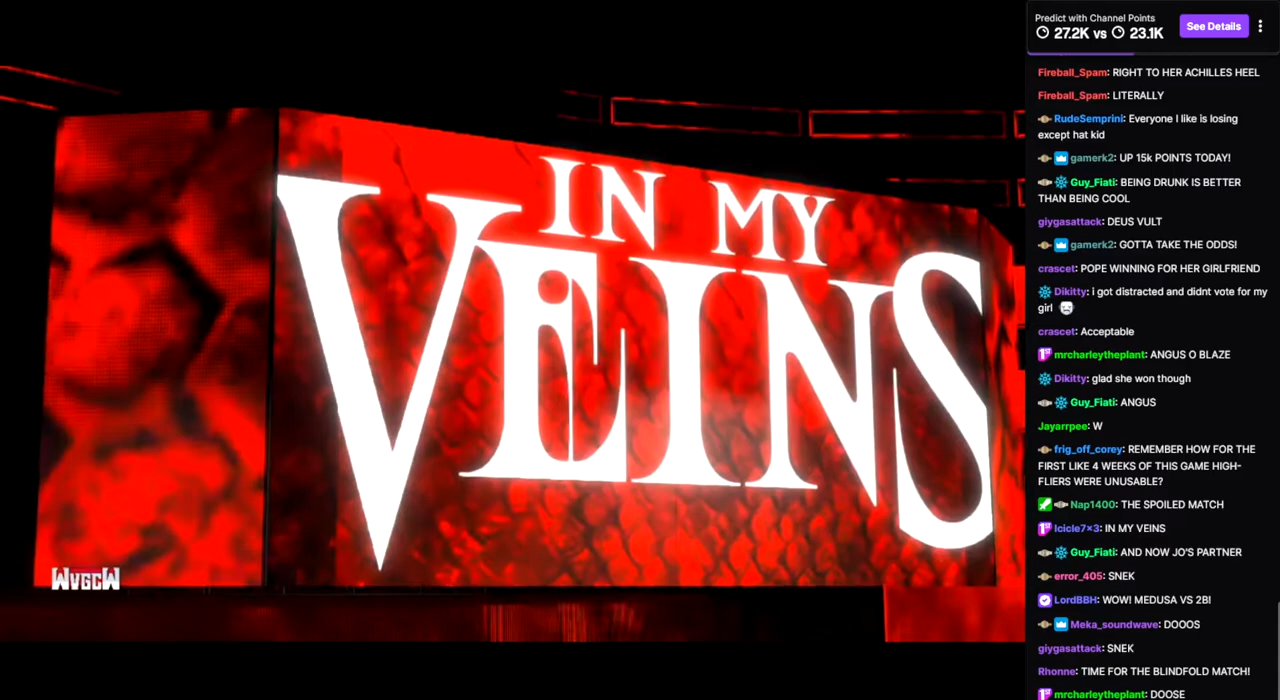 IN MY
VEINS
WVGCW
Predict with Channel Points
27.2K vs 23.1K
See Details
Fireball_Spam: RIGHT TO HER ACHILLES HEEL
Fireball_Spam: LITERALLY
RudeSemprini: Everyone I like is losing
except hat kid
gamerk2: UP 15k POINTS TODAY!
Guy_Fiati: BEING DRUNK IS BETTER
THAN BEING COOL
giygasattack: DEUS VULT
gamerk2: GOTTA TAKE THE ODDS!
crascet: POPE WINNING FOR HER GIRLFRIEND
Dikitty: i got distracted and didnt vote for my
girl
crascet: Acceptable
mrcharleytheplant: ANGUS O BLAZE
Dikitty: glad she won though
Guy_Fiati: ANGUS
Jayarrpee: W
frig_off_corey: REMEMBER HOW FOR THE
FIRST LIKE 4 WEEKS OF THIS GAME HIGH-
FLIERS WERE UNUSABLE?
Nap1400: THE SPOILED MATCH
Icicle7x3: IN MY VEINS
Guy_Fiati: AND NOW JO'S PARTNER
error_405: SNEK
LordBBH: WOW! MEDUSA VS 2B!
Meka_soundwave: DOOOS
giygasattack: SNEK
Rhonne: TIME FOR THE BLINDFOLD MATCH!
mrcharleytheplant: DOOSE